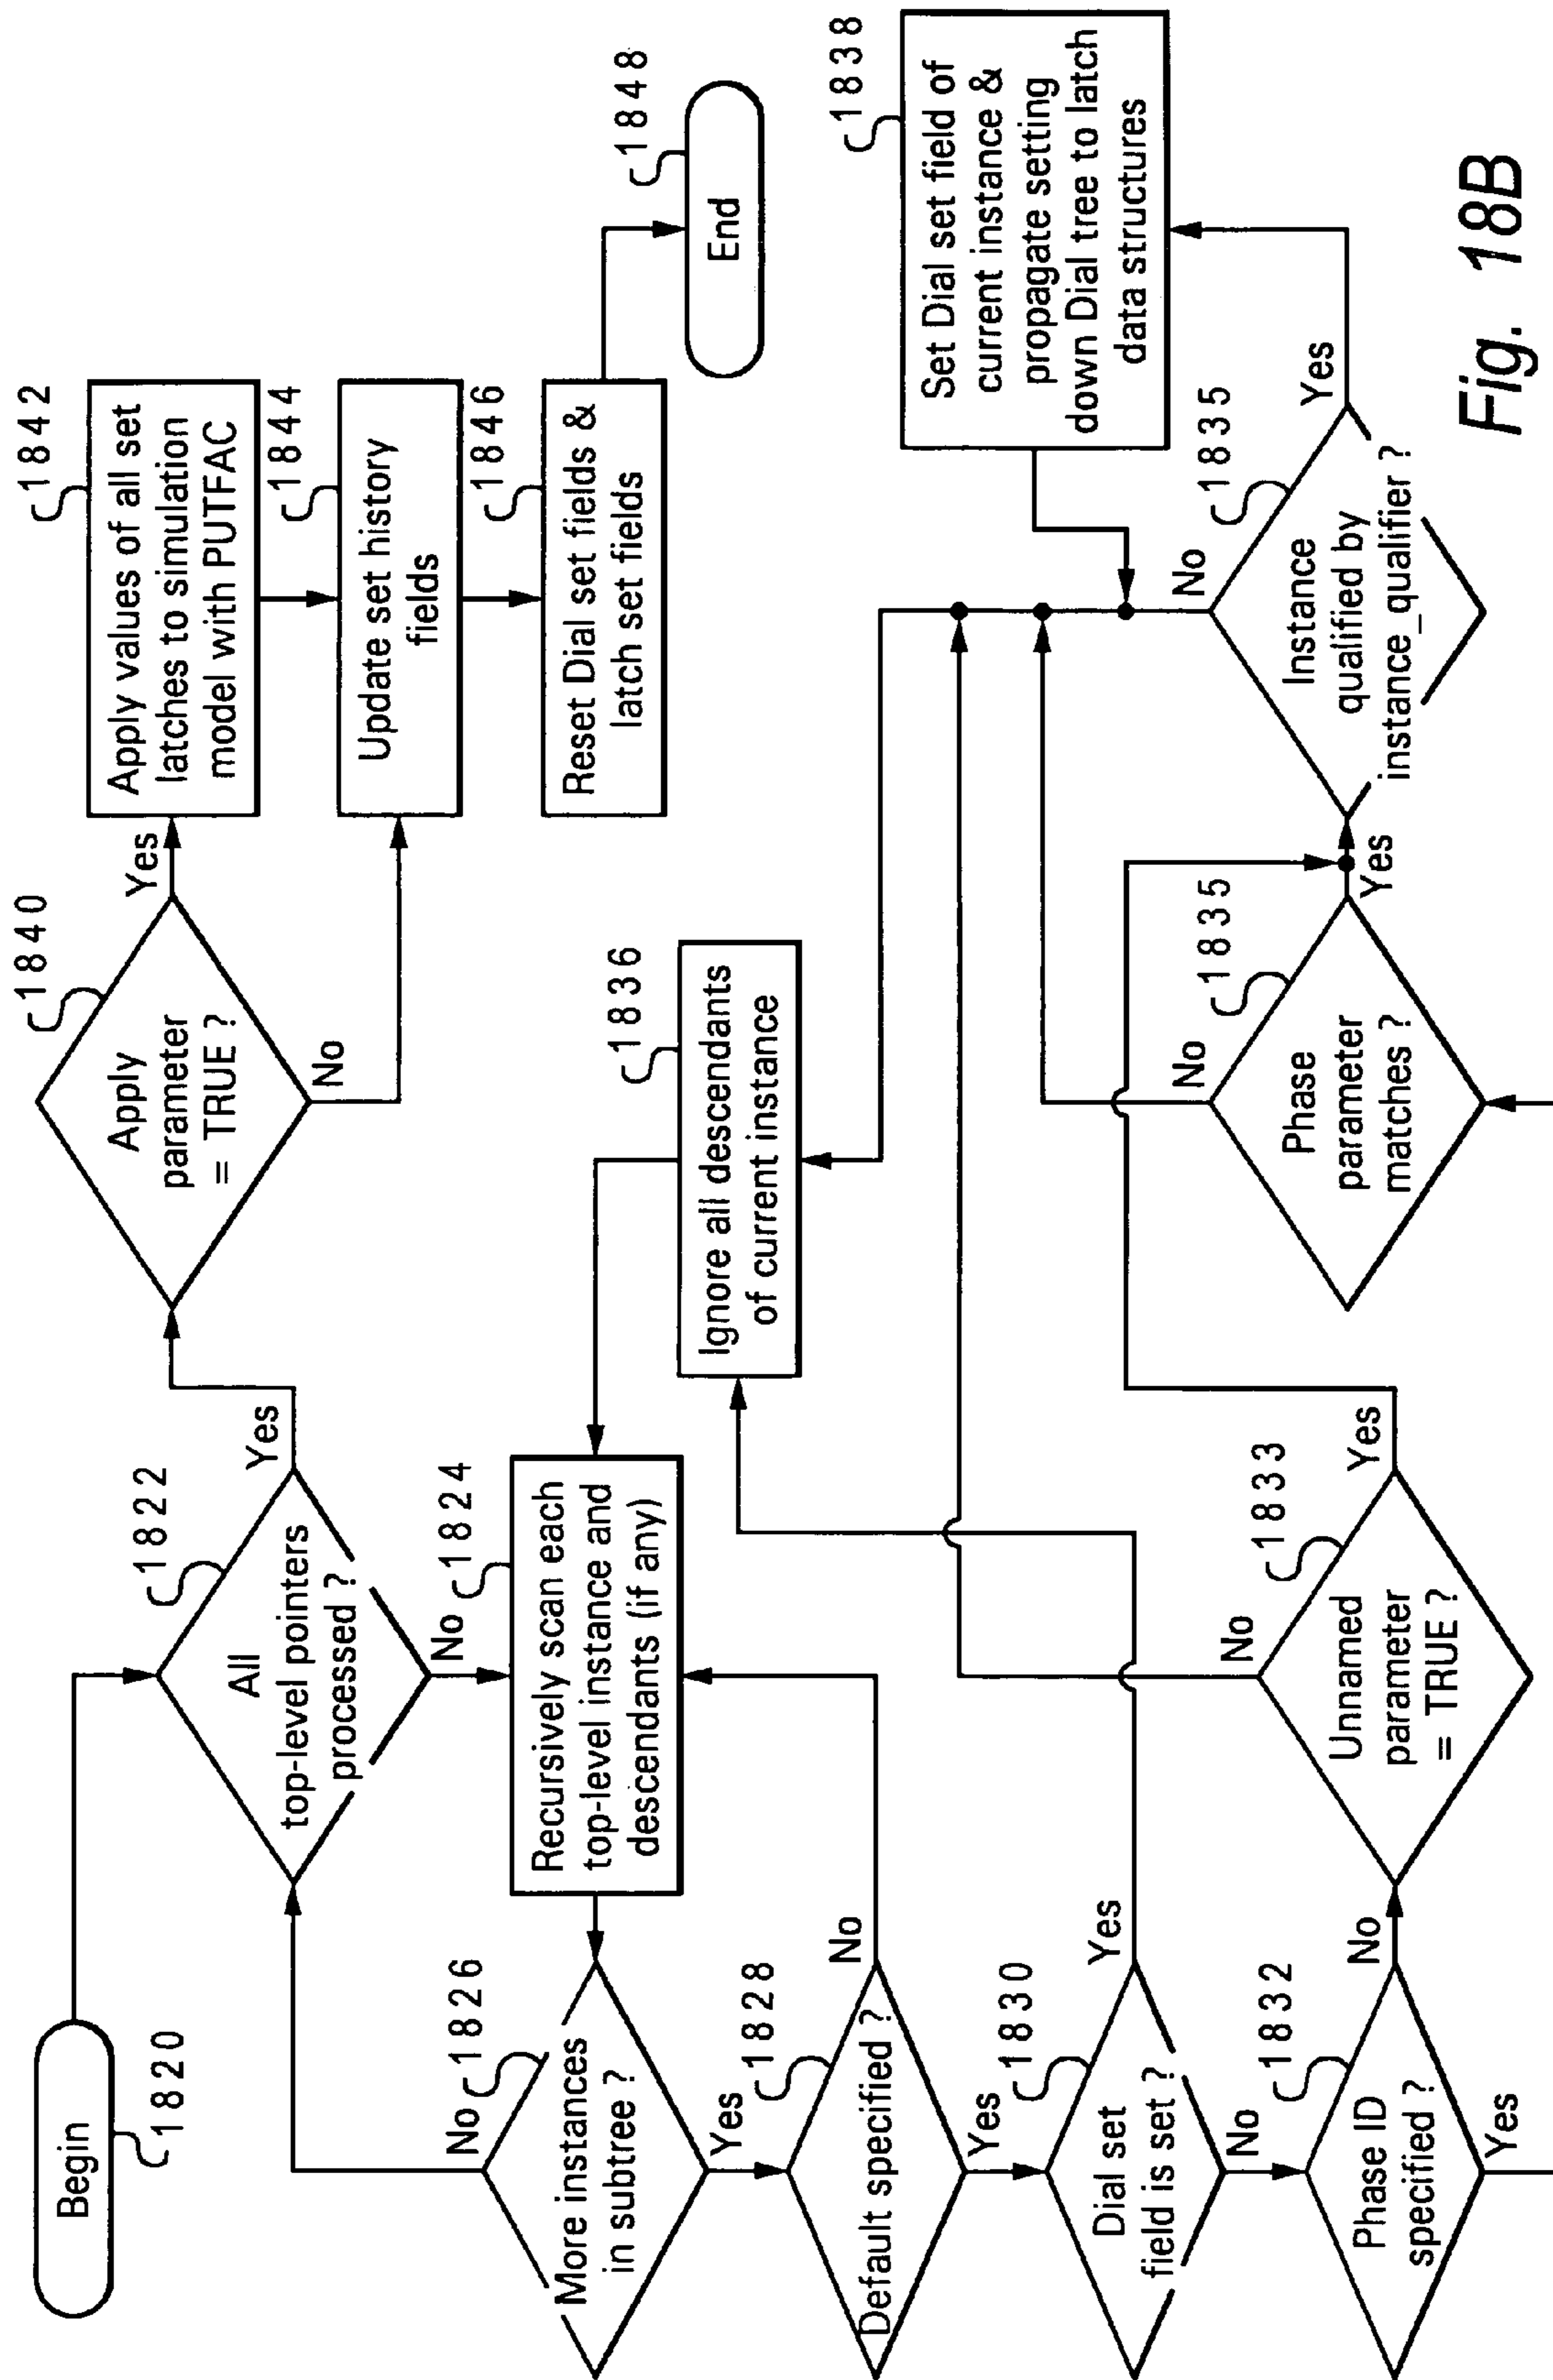 Begin
1820
All
top-level pointers
processed ?
1822
Yes
No
Apply
parameter
= TRUE ?
1840
Yes
No
Apply values of all set
latches to simulation
model with PUTFAC
1842
Update set history
fields
1844
Reset Dial set fields &
latch set fields
1846
End
1848
Recursively scan each
top-level instance and
descendants (if any)
1824
More instances
in subtree ?
1826
No
Yes
Default specified ?
1828
No
Yes
Dial set
field is set ?
1830
Yes
No
Ignore all descendants
of current instance
1836
Phase ID
specified ?
1832
No
Yes
Unnamed
parameter
= TRUE ?
1833
No
Yes
Phase
parameter
matches ?
1835
No
Yes
Instance
qualified by
instance_qualifier ?
1835
No
Yes
Set Dial set field of
current instance &
propagate setting
down Dial tree to latch
data structures
1838
Fig. 18B